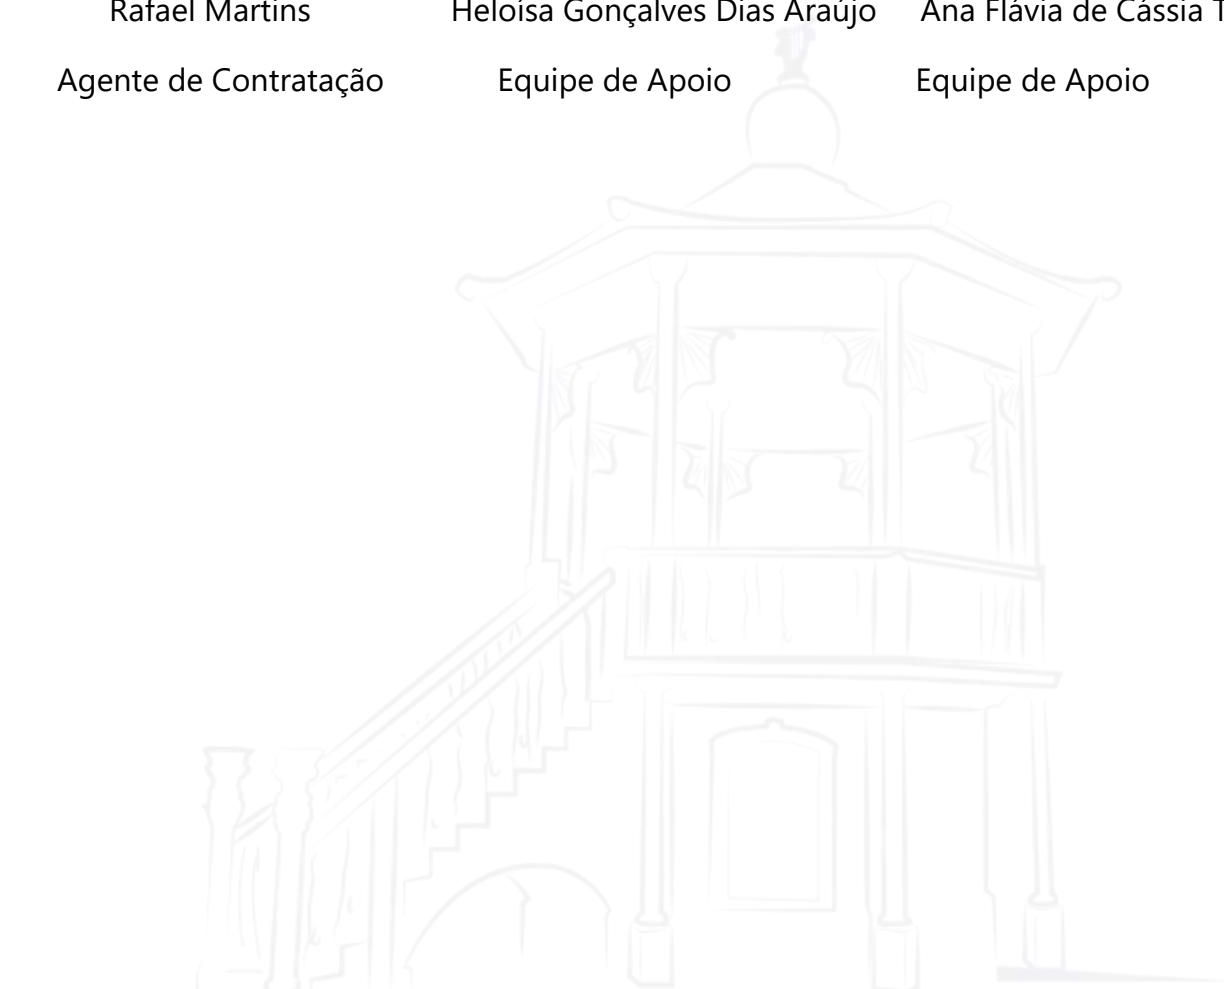 Rafael Martins Heloísa Gonçalves Dias Araújo Ana Flávia de Cássia
Agente de Contratação Equipe de Apoio Equipe de Apoio